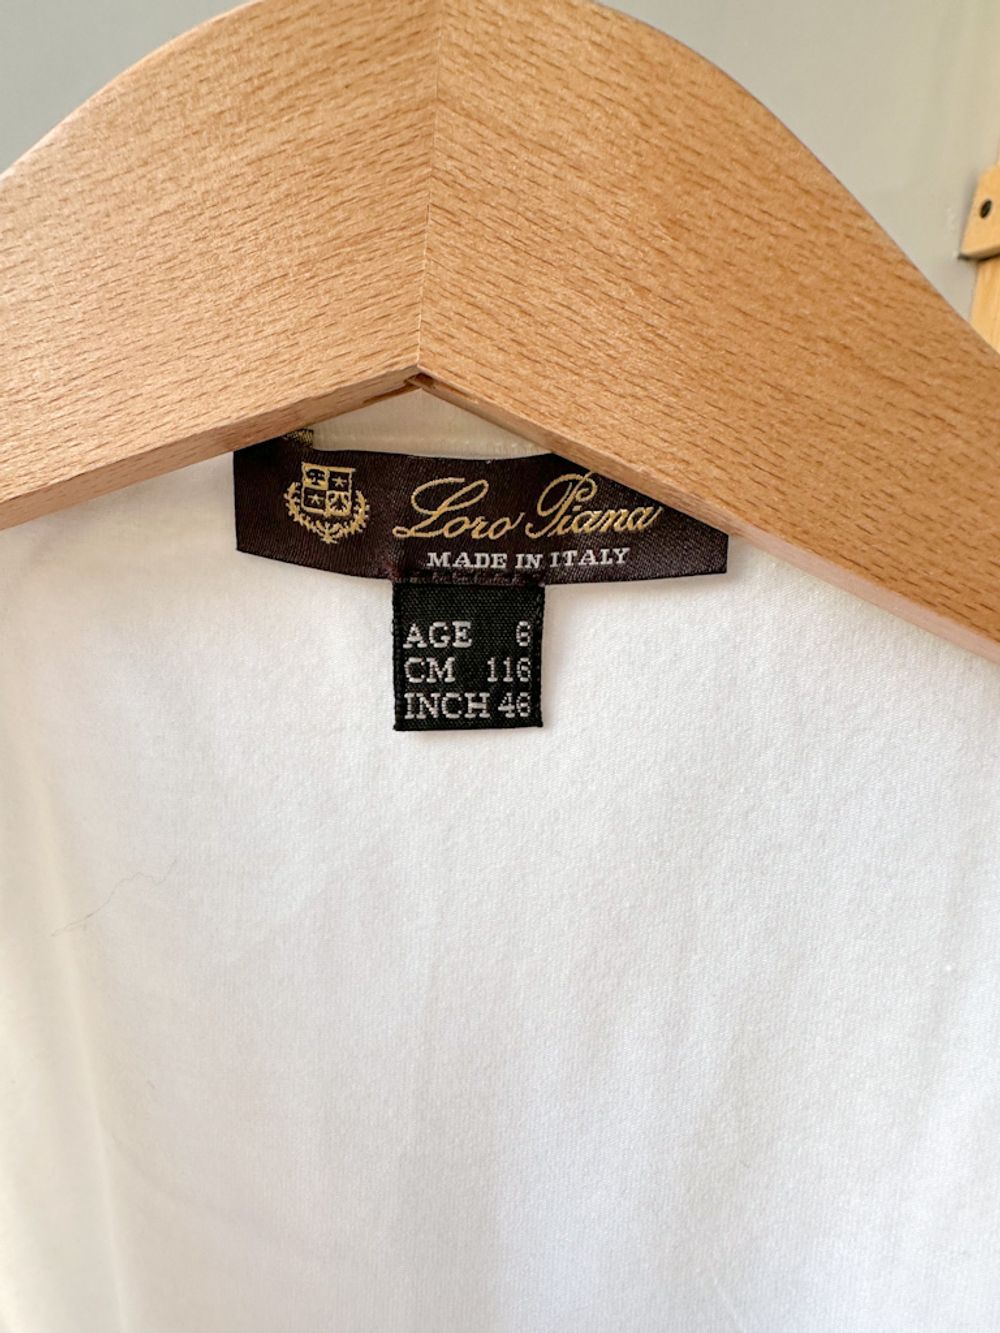 Loro Piana
MADE IN ITALY
AGE 6
CM 116
INCH 46